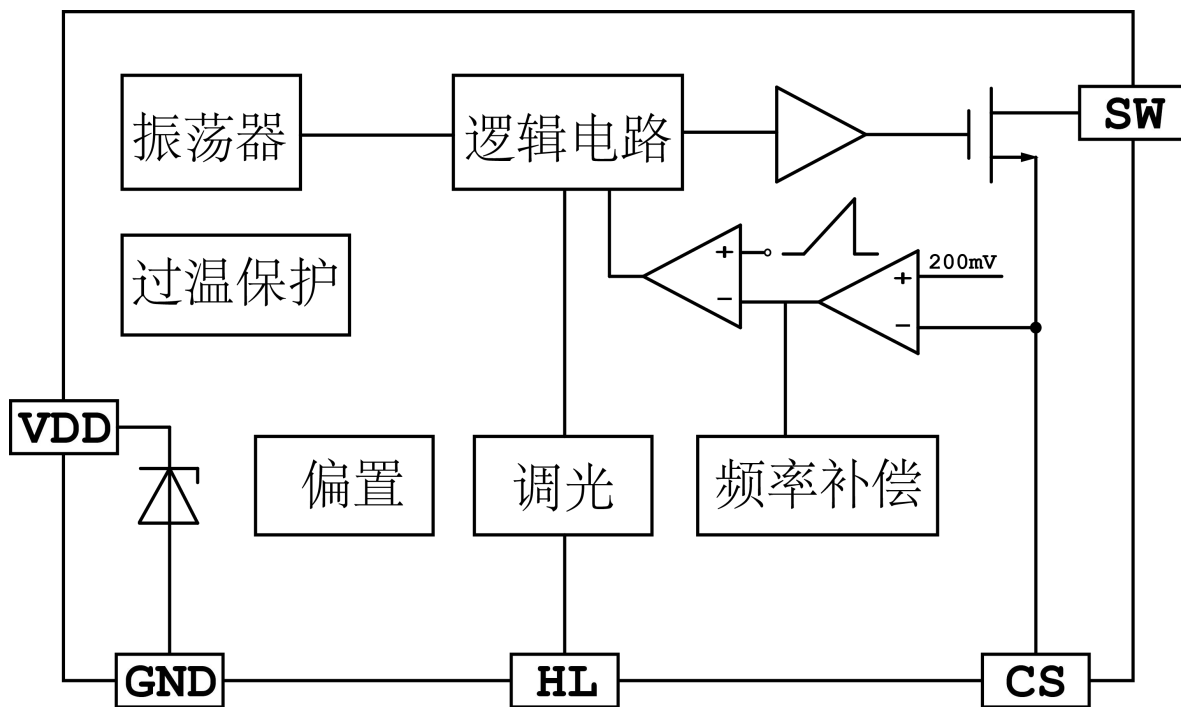 振荡器
逻辑电路
SW
过温保护
+
-
200mV
+
-
VDD
偏置
调光
频率补偿
GND
HL
CS